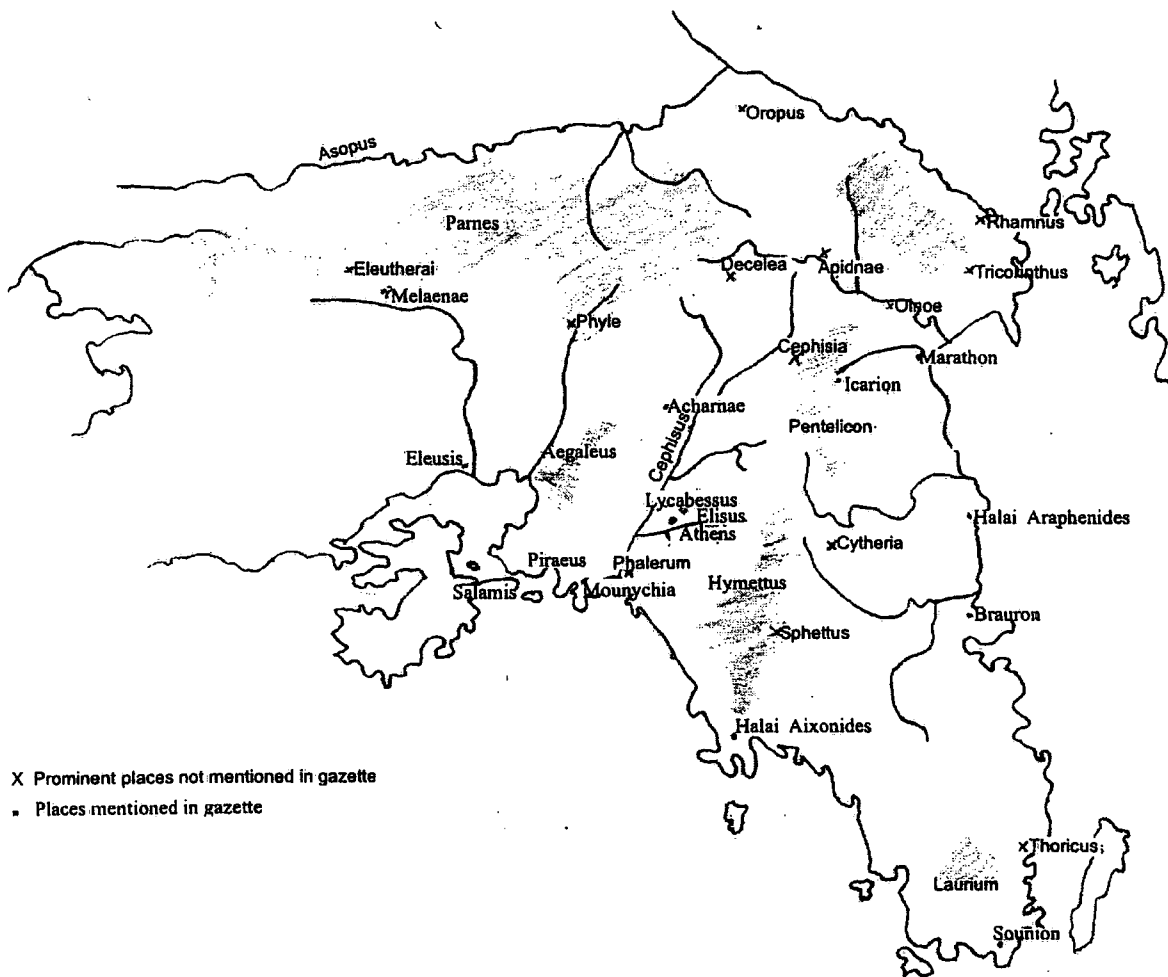 Oropus
Asopus
Parnes
Rhamnus
Eleutherai
Decelea
Apidnae
Tricorinthus
Melaenae
Oinoe
Phyle
Cephisia
Marathon
Icarion
Acharnae
Pentelicon
Cephisus
Aegaleus
Eleusis
Lycabessus
Elisus
Athens
Halai Araphenides
Cytheria
Piraeus
Phalerum
Salamis
Mounychia
Hymettus
Brauron
Sphettus
Halai Aixonides
X Prominent places not mentioned in gazette
▪ Places mentioned in gazette
Thoricus
Laurium
Sounion